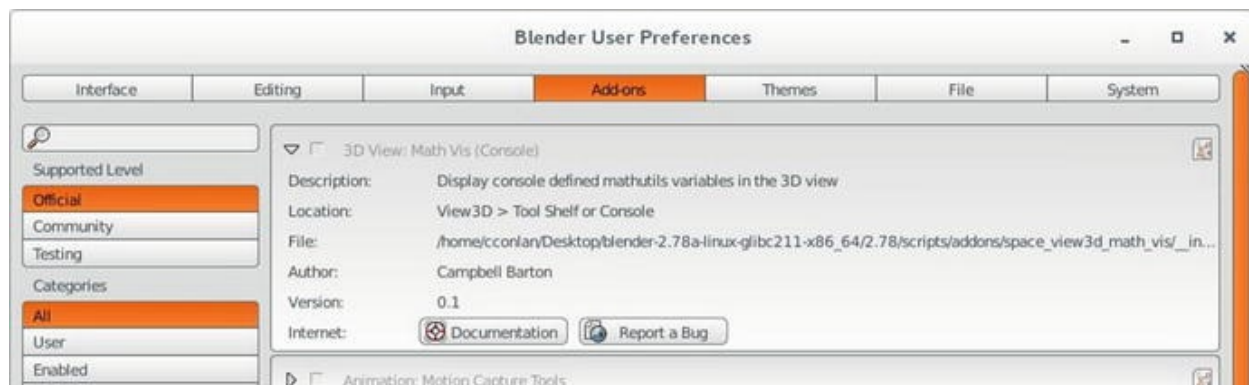 Blender User Preferences
Interface Editing Input Add-ons Themes File System
Supported Level
Official
Community
Testing
Categories
All
User
Enabled
3D View: Math Vis (Console)
Description: Display console defined mathutils variables in the 3D view
Location: View3D > Tool Shelf or Console
File: /home/cconlan/Desktop/blender-2.78a-linux-glibc211-x86_64/2.78/scripts/addons/space_view3d_math_vis/__in...
Author: Campbell Barton
Version: 0.1
Internet: Documentation Report a Bug
Animation: Motion Capture Tools